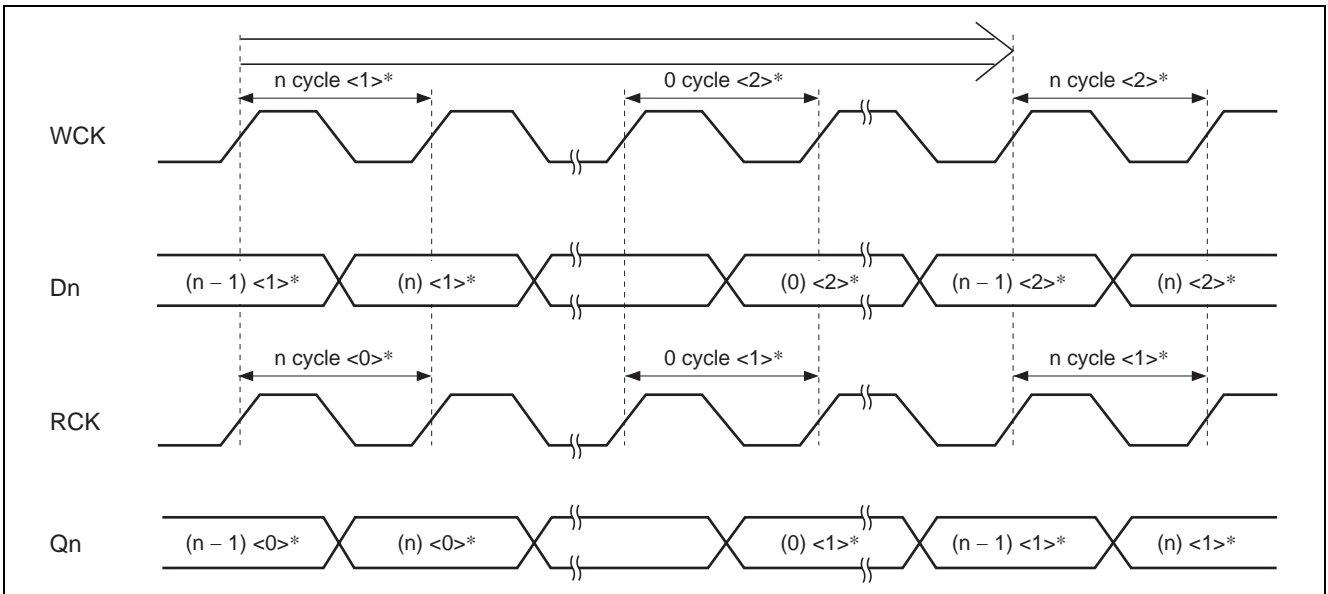 n cycle <1>* 0 cycle <2>* n cycle <2>*
WCK
Dn (n − 1) <1>* (n) <1>* (0) <2>* (n − 1) <2>* (n) <2>*
n cycle <0>* 0 cycle <1>* n cycle <1>*
RCK
Qn (n − 1) <0>* (n) <0>* (0) <1>* (n − 1) <1>* (n) <1>*